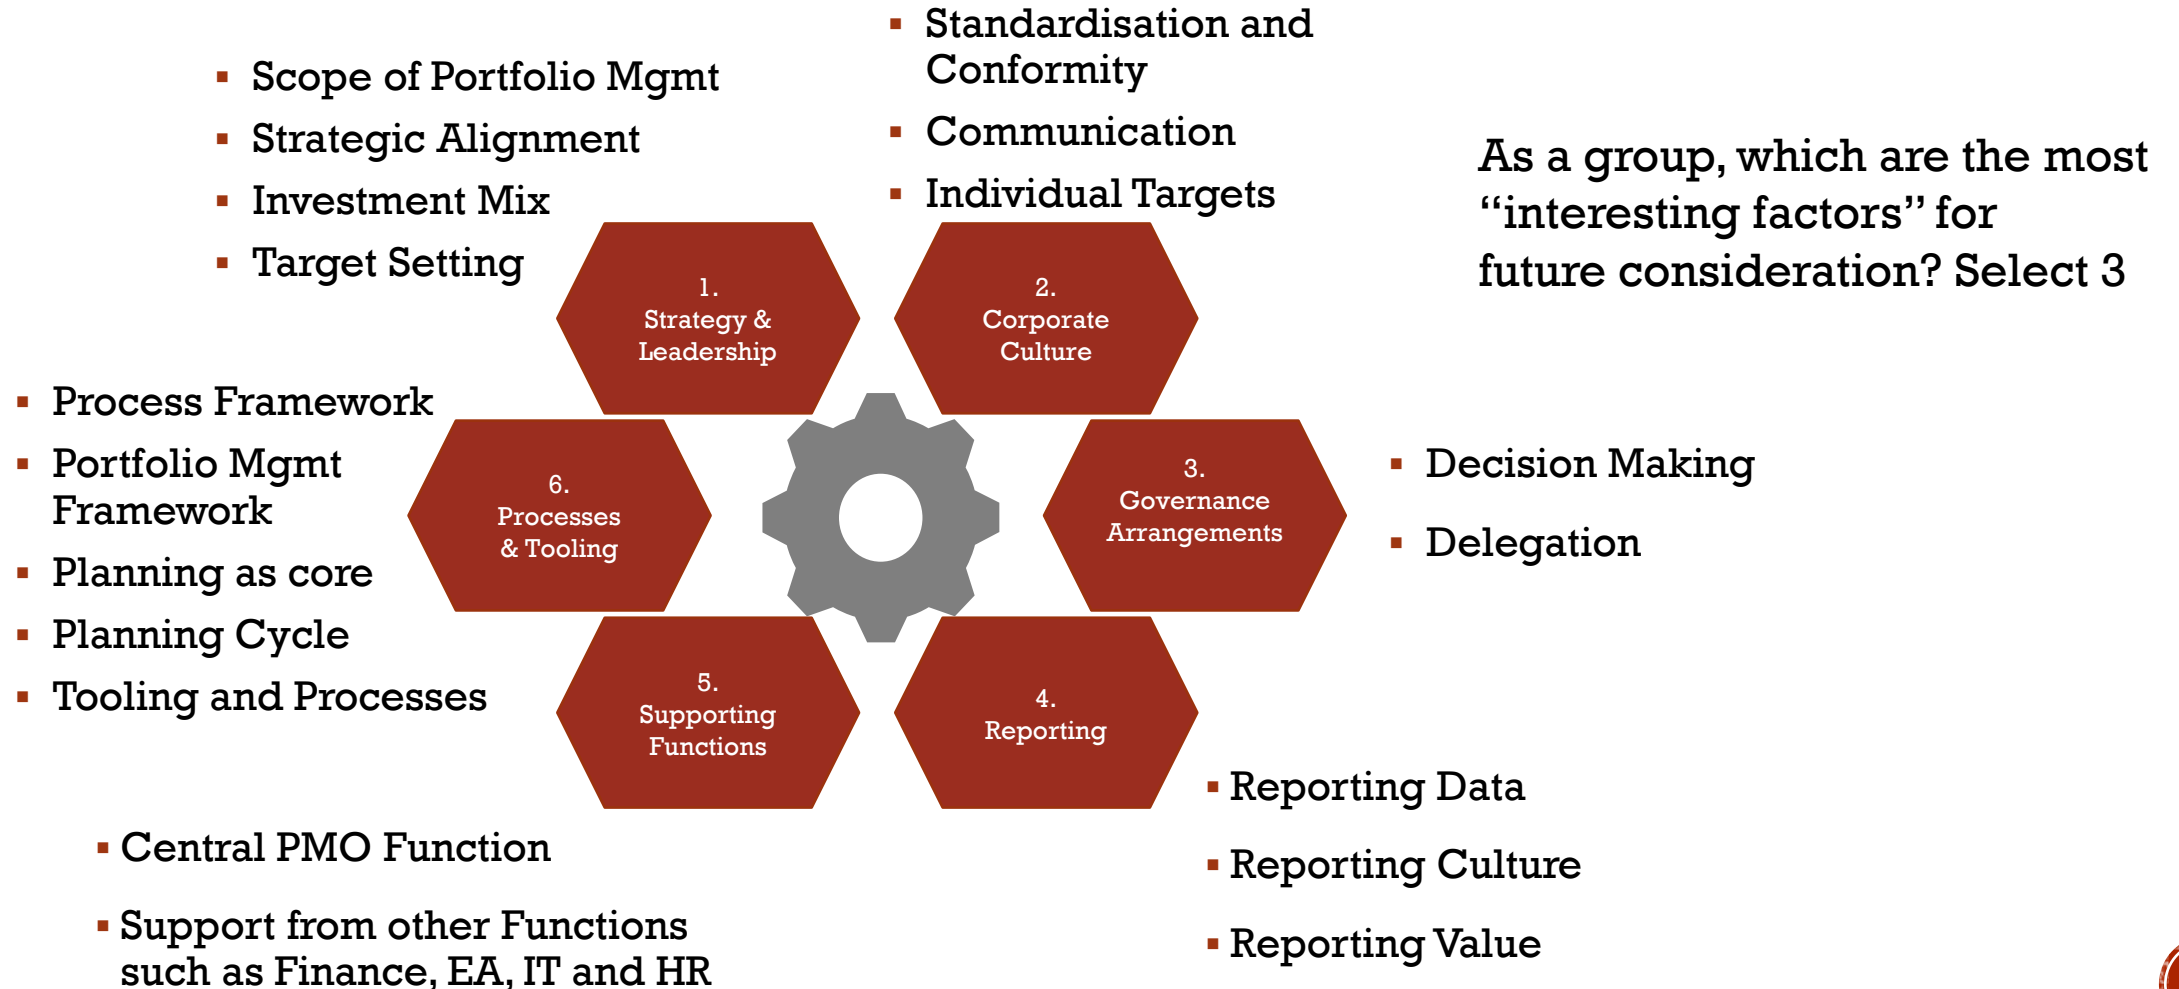 ▪ Scope of Portfolio Mgmt
▪ Strategic Alignment
▪ Investment Mix
▪ Target Setting
▪ Standardisation and
Conformity
▪ Communication
▪ Individual Targets
As a group, which are the most
“interesting factors” for
future consideration? Select 3
1.
Strategy &
Leadership
2.
Corporate
Culture
▪ Process Framework
▪ Portfolio Mgmt
Framework
▪ Planning as core
▪ Planning Cycle
▪ Tooling and Processes
6.
Processes
& Tooling
3.
Governance
Arrangements
▪ Decision Making
▪ Delegation
5.
Supporting
Functions
4.
Reporting
▪ Central PMO Function
▪ Support from other Functions
such as Finance, EA, IT and HR
▪ Reporting Data
▪ Reporting Culture
▪ Reporting Value